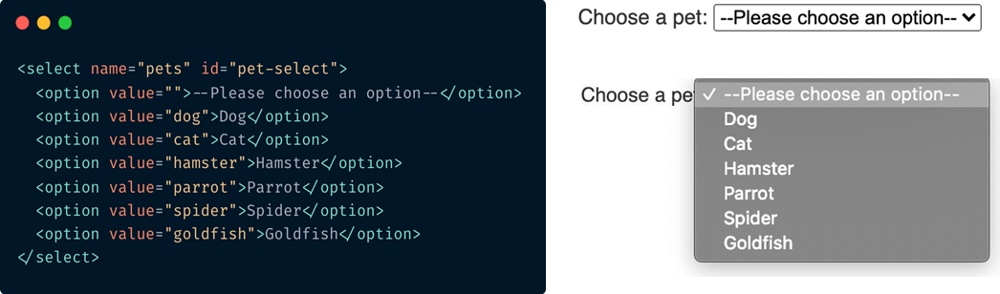 <select name="pets" id="pet-select">
<option value="">--Please choose an option--</option>
<option value="dog">Dog</option>
<option value="cat">Cat</option>
<option value="hamster">Hamster</option>
<option value="parrot">Parrot</option>
<option value="spider">Spider</option>
<option value="goldfish">Goldfish</option>
</select>
Choose a pet: --Please choose an option--
Choose a pe ✓ --Please choose an option--
Dog
Cat
Hamster
Parrot
Spider
Goldfish